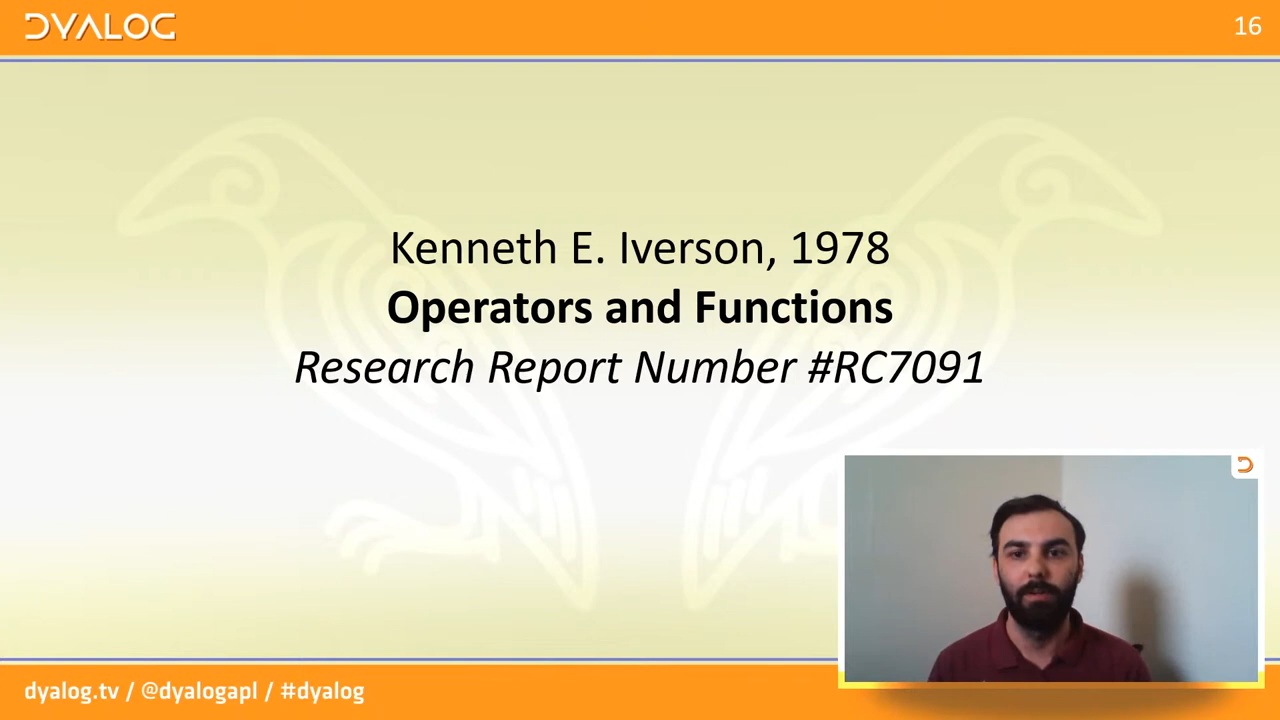 DYALOG
16
Kenneth E. Iverson, 1978
Operators and Functions
Research Report Number #RC7091
dyalog.tv / @dyalogapl / #dyalog